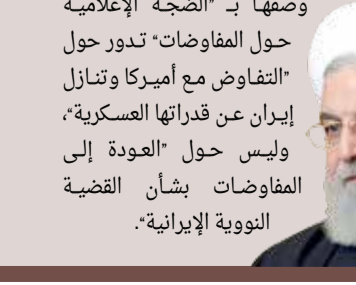 وصفها بـ "الضجة الإعلامية
حول المفاوضات" تدور حول
"التفاوض مع أميركا وتنازل
إيران عن قدراتها العسكرية"،
وليس حول "العودة إلى
المفاوضات بشأن القضية
النووية الإيرانية".